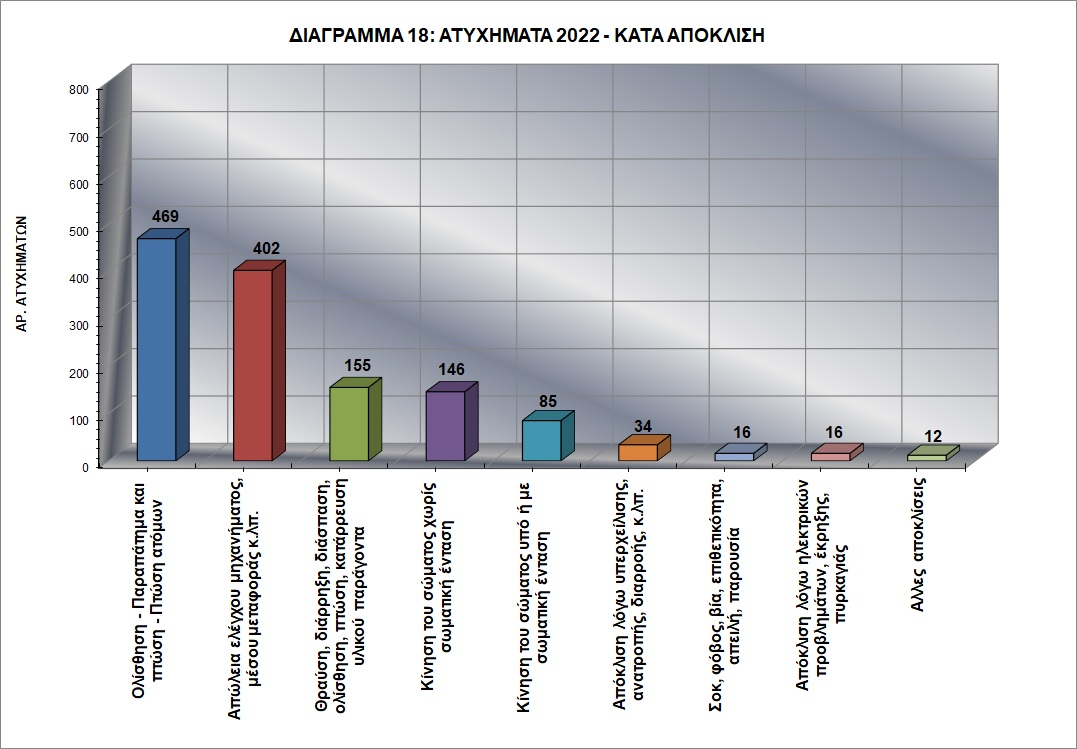 ΔΙΑΓΡΑΜΜΑ 18: ΑΤΥΧΗΜΑΤΑ 2022 - ΚΑΤΑ ΑΠΟΚΛΙΣΗ
ΑΡ. ΑΤΥΧΗΜΑΤΩΝ
800
700
600
500
400
300
200
100
0
469
402
155
146
85
34
16
16
12
Ολίσθηση - Παραπάτημα και
πτώση - Πτώση ατόμων
Απώλεια ελέγχου μηχανήματος,
μέσου μεταφοράς κ.λπ.
Θραύση, διάρρηξη, διάσπαση,
ολίσθηση, πτώση, κατάρρευση
υλικού παράγοντα
Κίνηση του σώματος χωρίς
σωματική ένταση
Κίνηση του σώματος υπό ή με
σωματική ένταση
Απόκλιση λόγω υπερχείλισης,
ανατροπής, διαρροής, κ.λπ.
Σοκ, φόβος, βία, επιθετικότητα,
απειλή, παρουσία
Απόκλιση λόγω ηλεκτρικών
προβλημάτων, έκρηξης,
πυρκαγιάς
Αλλες αποκλίσεις